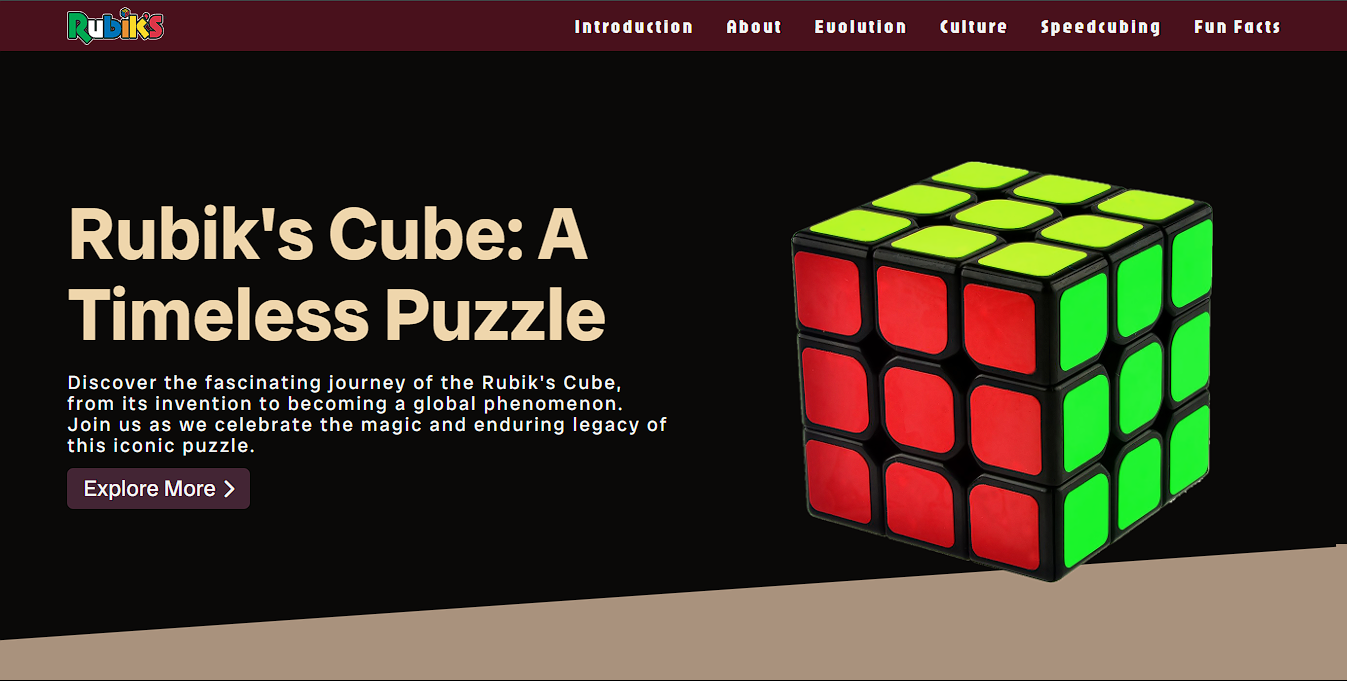 Rubik's
Introduction About Evolution Culture Speedcubing Fun Facts
Rubik's Cube: A
Timeless Puzzle
Discover the fascinating journey of the Rubik's Cube,
from its invention to becoming a global phenomenon.
Join us as we celebrate the magic and enduring legacy of
this iconic puzzle.
Explore More